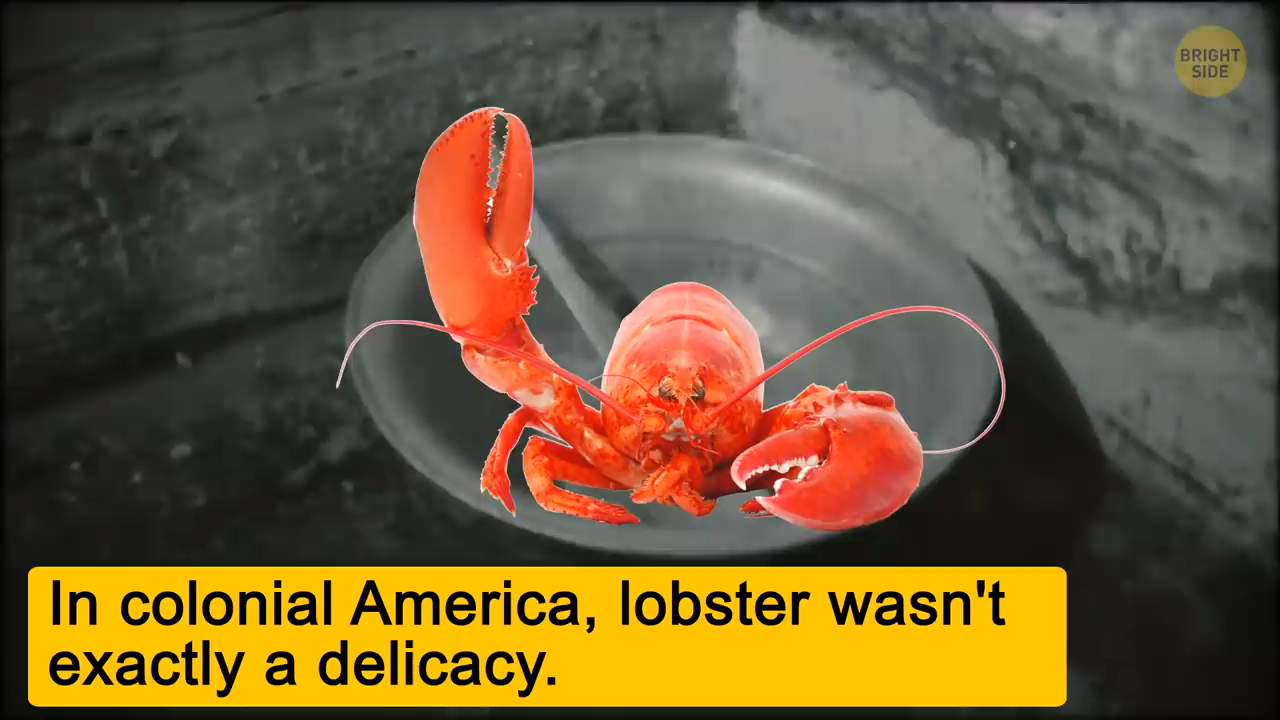 BRIGHT
SIDE
In colonial America, lobster wasn't
exactly a delicacy.